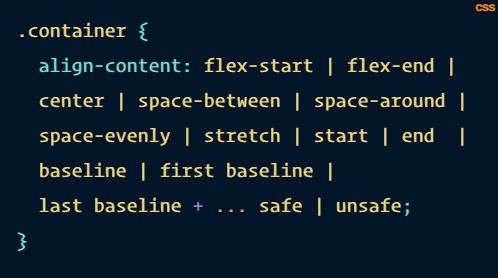 css
.container {
align-content: flex-start | flex-end |
center | space-between | space-around |
space-evenly | stretch | start | end |
baseline | first baseline |
last baseline + ... safe | unsafe;
}